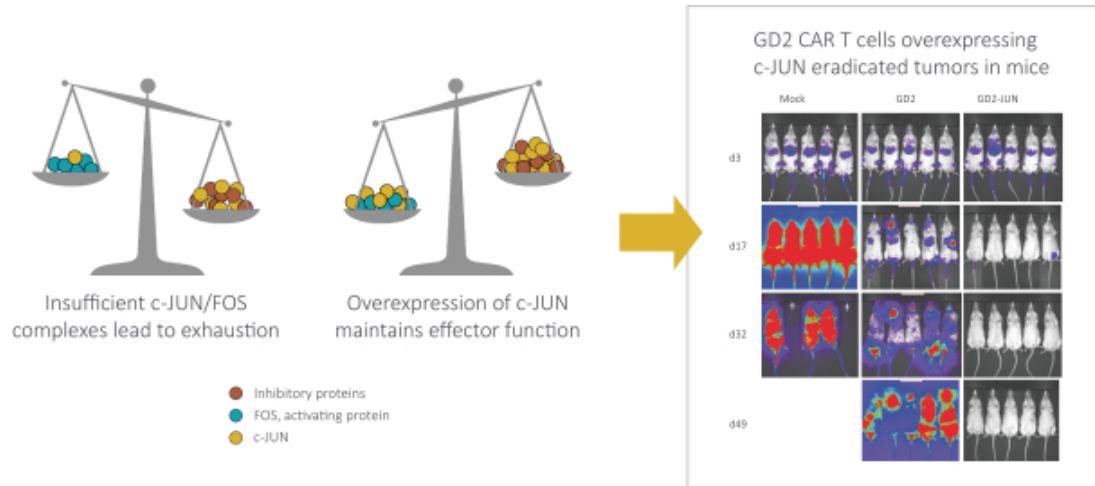 Insufficient c-JUN/FOS
complexes lead to exhaustion
Overexpression of c-JUN
maintains effector function
Inhibitory proteins
FOS, activating protein
c-JUN
GD2 CAR T cells overexpressing
c-JUN eradicated tumors in mice
Mock GD2 GD2-JUN
d3
d17
d32
d49